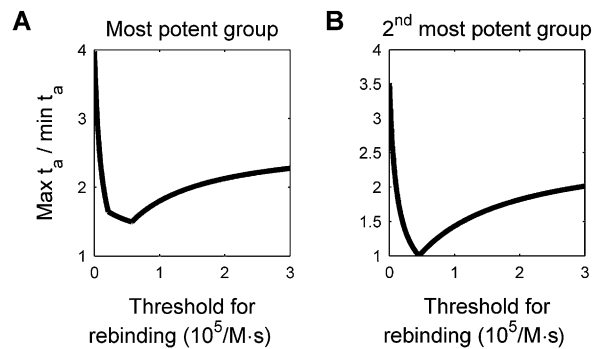 A
Most potent group
Max t_a / min t_a
4
3
2
1
0 1 2 3
Threshold for
rebinding (10^5/M·s)
B
2^nd most potent group
4
3.5
3
2.5
2
1.5
1
0 1 2 3
Threshold for
rebinding (10^5/M·s)